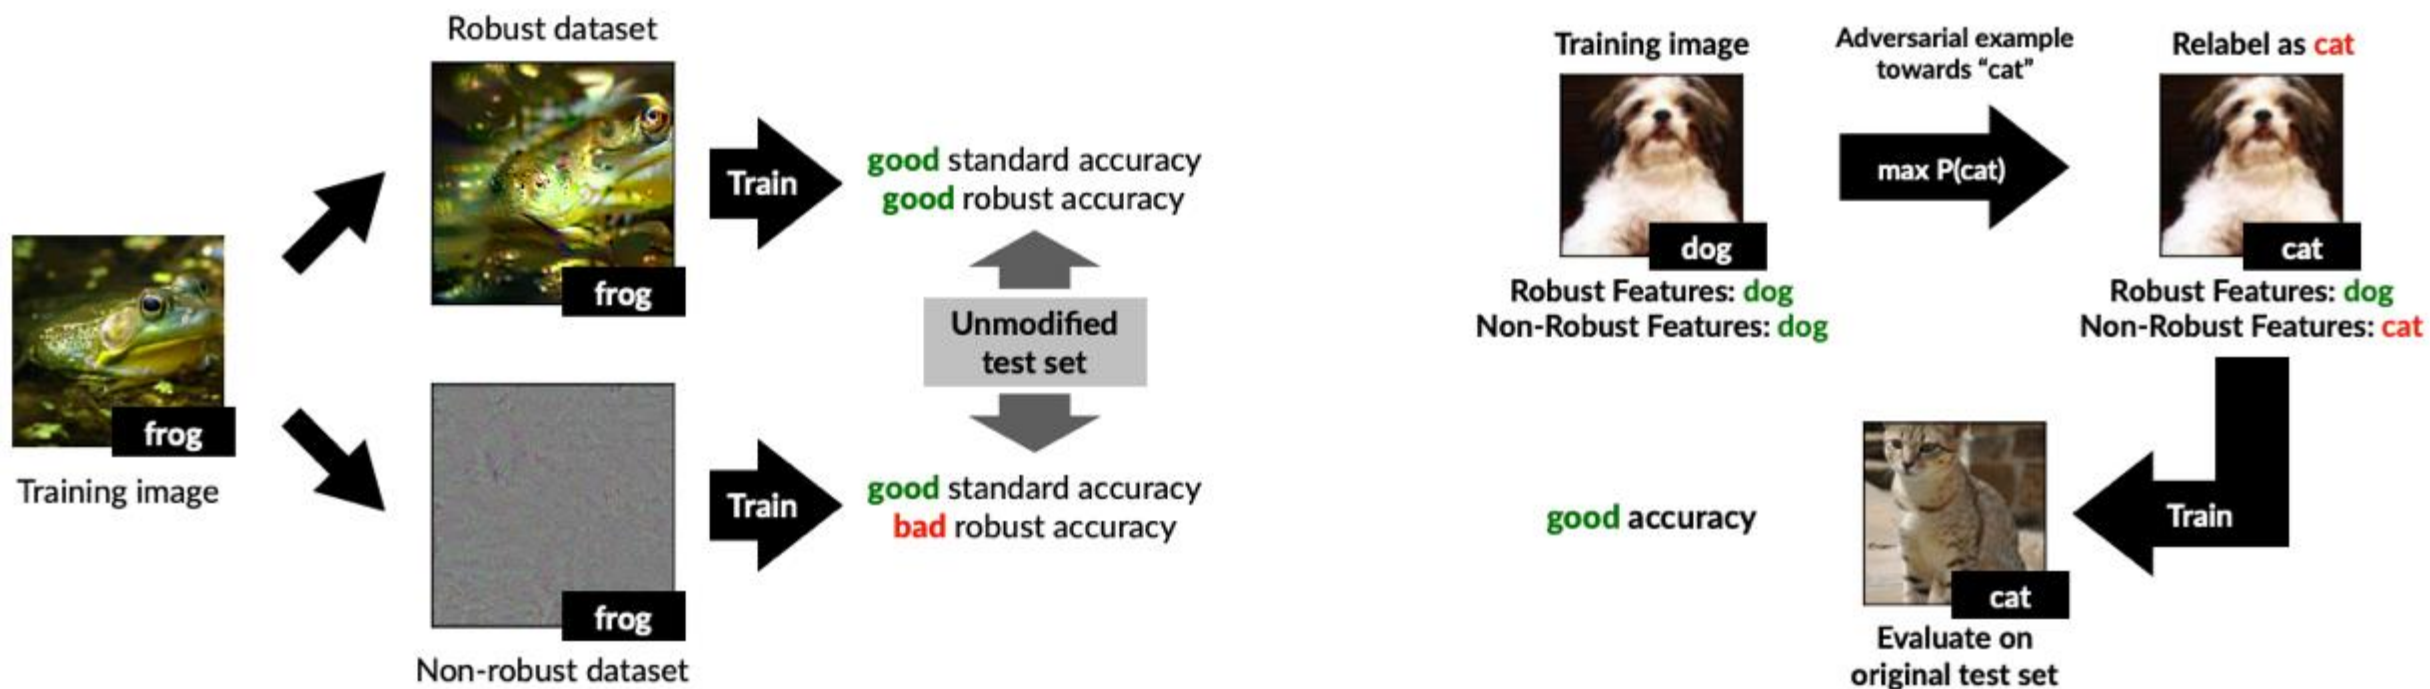 Robust dataset
frog
Train
good standard accuracy
good robust accuracy
frog
Training image
Unmodified
test set
frog
Non-robust dataset
Train
good standard accuracy
bad robust accuracy
Training image
dog
Robust Features: dog
Non-Robust Features: dog
Adversarial example
towards “cat”
max P(cat)
Relabel as cat
cat
Robust Features: dog
Non-Robust Features: cat
Train
cat
Evaluate on
original test set
good accuracy